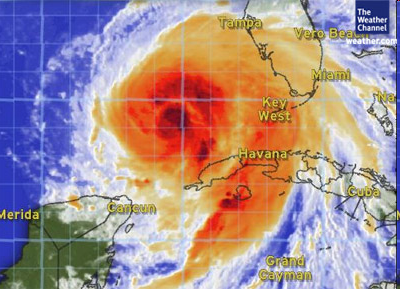 The
Weather
Channel
weather.com
Tampa
Vero Beach
Miami
Key
West
Havana
Cuba
Merida
Cancun
Grand
Cayman